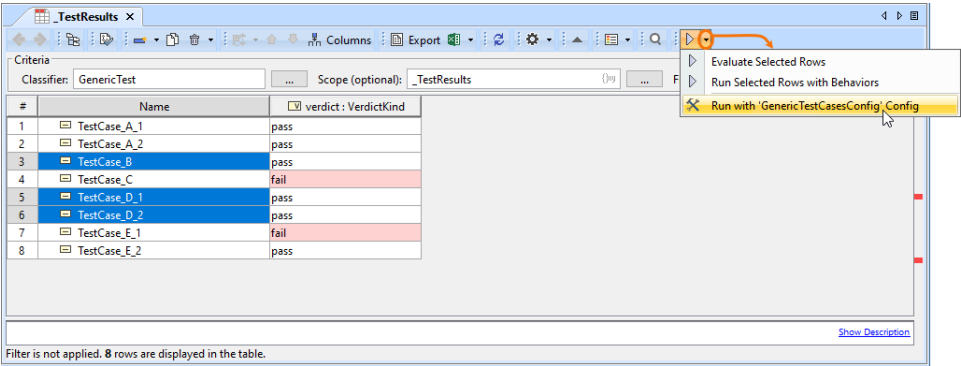 _TestResults
Columns Export
Criteria
Classifier: GenericTest ... Scope (optional): _TestResults ... F
Evaluate Selected Rows
Run Selected Rows with Behaviors
Run with 'GenericTestCasesConfig' Config
# Name verdict : VerdictKind
1 TestCase_A_1 pass
2 TestCase_A_2 pass
3 TestCase_B pass
4 TestCase_C fail
5 TestCase_D_1 pass
6 TestCase_D_2 pass
7 TestCase_E_1 fail
8 TestCase_E_2 pass
Show Description
Filter is not applied. 8 rows are displayed in the table.